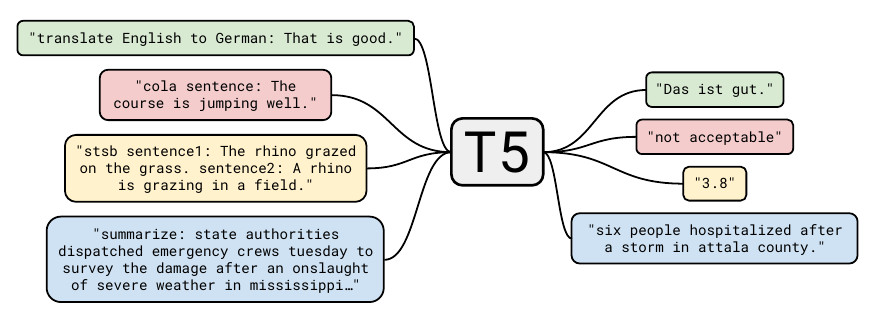 "translate English to German: That is good."
"cola sentence: The
course is jumping well."
"stsb sentence1: The rhino grazed
on the grass. sentence2: A rhino
is grazing in a field."
"summarize: state authorities
dispatched emergency crews tuesday to
survey the damage after an onslaught
of severe weather in mississippi…"
T5
"Das ist gut."
"not acceptable"
"3.8"
"six people hospitalized after
a storm in attala county."